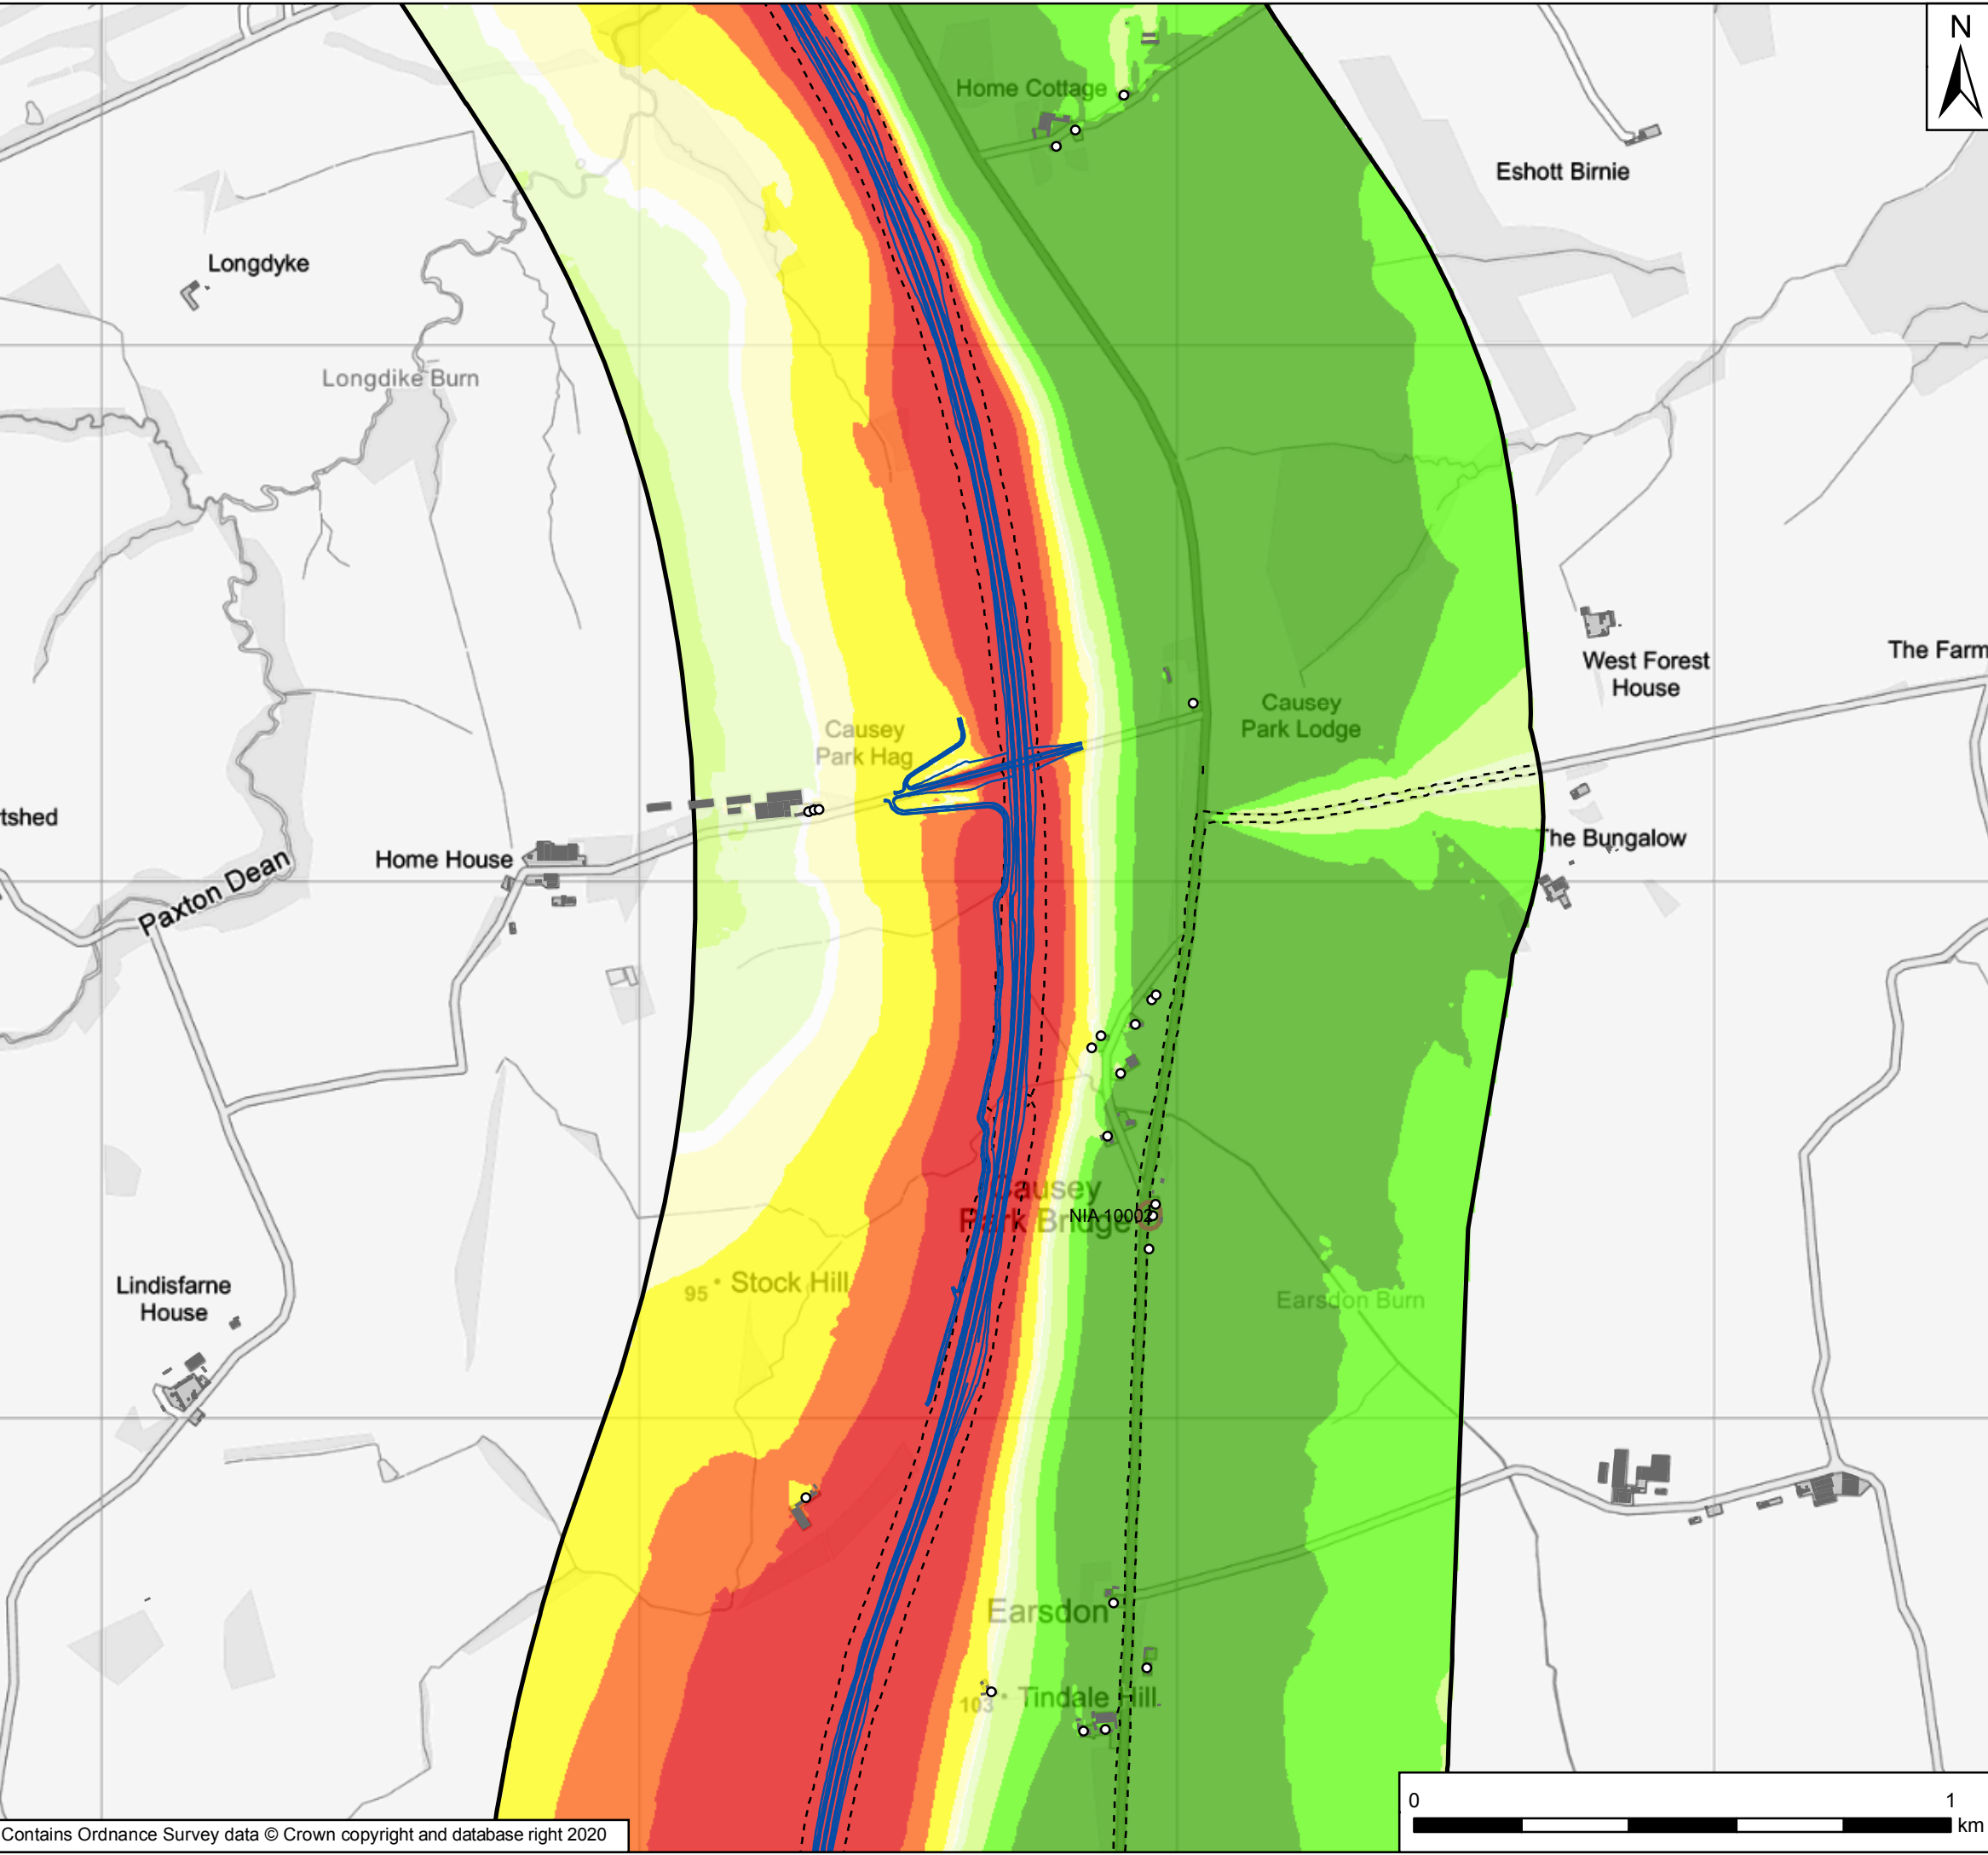 N
Home Cottage
Eshott Birnie
Longdyke
Longdike Burn
West Forest
House
The Farm
Causey
Park Lodge
Causey
Park Hag
tshed
The Bungalow
Home House
Paxton Dean
Causey
Park Bridge
NIA 10002
95 Stock Hill
Lindisfarne
House
Earsdon Burn
Earsdon
103 Tindale Hill
0 1
km
Contains Ordnance Survey data © Crown copyright and database right 2020